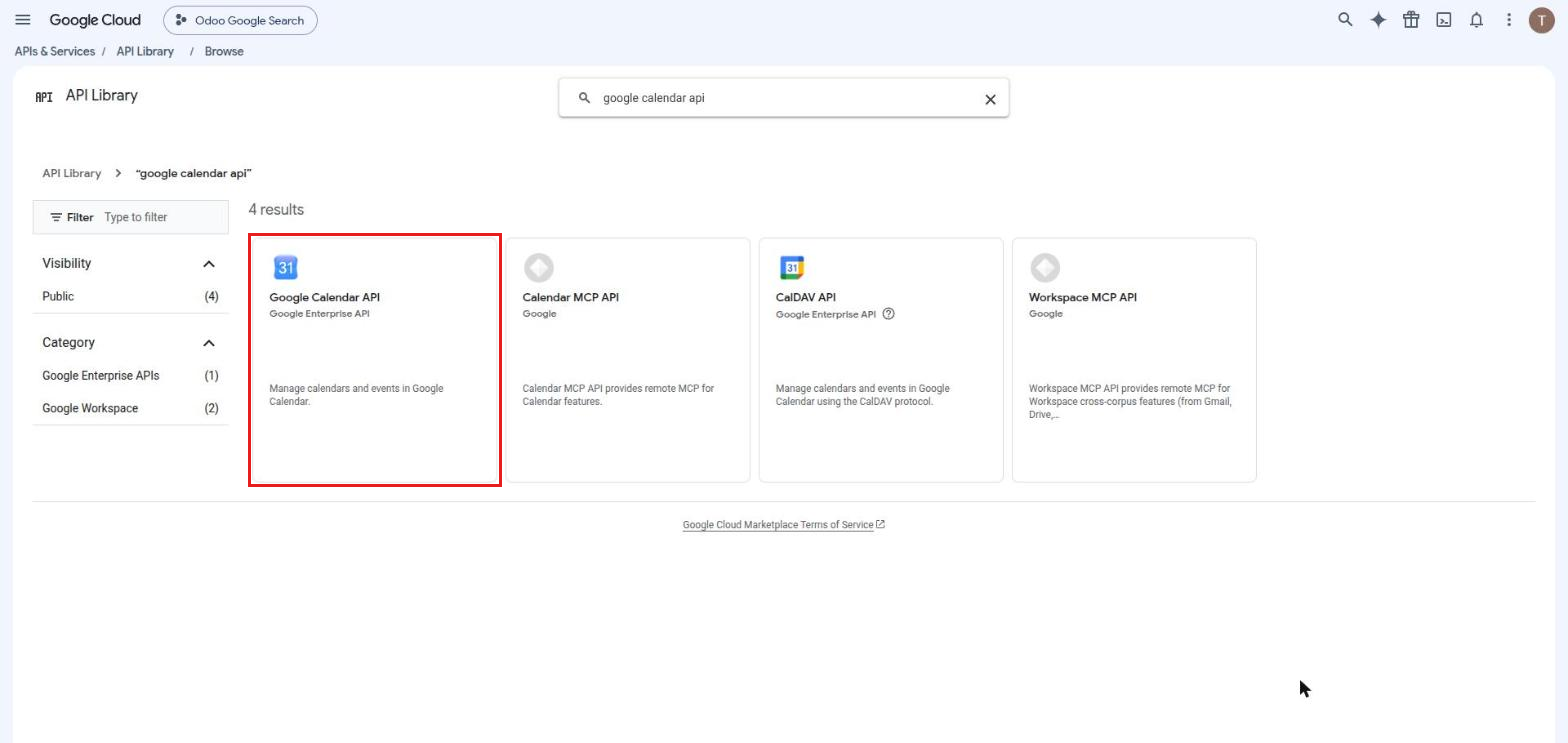 Google Cloud
Odoo Google Search
T
APIs & Services / API Library / Browse
API API Library
google calendar api
API Library > “google calendar api”
Filter Type to filter
4 results
Visibility
Public (4)
Category
Google Enterprise APIs (1)
Google Workspace (2)
31
Google Calendar API
Google Enterprise API
Manage calendars and events in Google
Calendar.
Calendar MCP API
Google
Calendar MCP API provides remote MCP for
Calendar features.
31
CalDAV API
Google Enterprise API
Manage calendars and events in Google
Calendar using the CalDAV protocol.
Workspace MCP API
Google
Workspace MCP API provides remote MCP for
Workspace cross-corpus features (from Gmail,
Drive,...
Google Cloud Marketplace Terms of Service